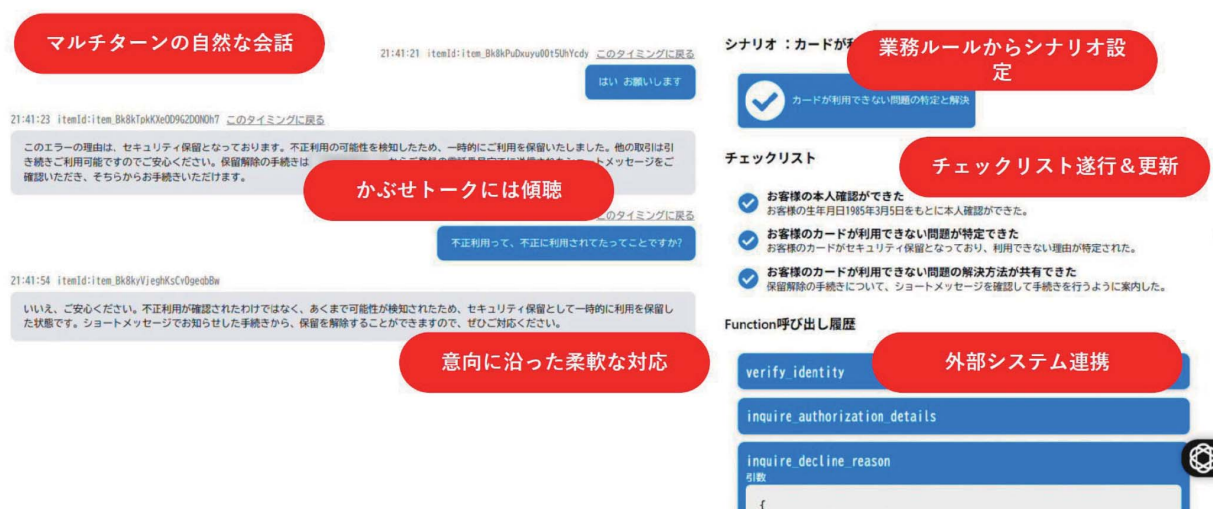 マルチターンの自然な会話
21:41:21 itemId:item_Bk8kPuDxuyu00t5UhYcdy このタイミングに戻る
はい お願いします
21:41:23 itemId:item_Bk8kTpkKXeOD9G2DON0h7 このタイミングに戻る
このエラーの理由は、セキュリティ保留となっております。不正利用の可能性を検知したため、一時的にご利用を保留いたしました。他の取引は引
き続きご利用可能ですのでご安心ください。保留解除の手続きは
確認いただき、そちらからお手続きいただけます。
かぶせトークには傾聴
このタイミングに戻る
不正利用って、不正に利用されてたってことですか?
21:41:54 itemId:item_Bk8kyVjeghKsCvOgeqbBw
いいえ、ご安心ください。不正利用が確認されたわけではなく、あくまで可能性が検知されたため、セキュリティ保留として一時的に利用を保留し
た状態です。ショートメッセージでお知らせした手続きから、保留を解除することができますので、ぜひご対応ください。
意向に沿った柔軟な対応
シナリオ :カードが
業務ルールからシナリオ設
定
カードが利用できない問題の特定と解決
チェックリスト
チェックリスト遂行&更新
お客様の本人確認ができた
お客様の生年月日1985年3月5日をもとに本人確認ができた。
お客様のカードが利用できない問題が特定できた
お客様のカードがセキュリティ保留となっており、利用できない理由が特定された。
お客様のカードが利用できない問題の解決方法が共有できた
保留解除の手続きについて、ショートメッセージを確認して手続きを行うように案内した。
Function呼び出し履歴
外部システム連携
verify_identity
inquire_authorization_details
inquire_decline_reason
引数
{